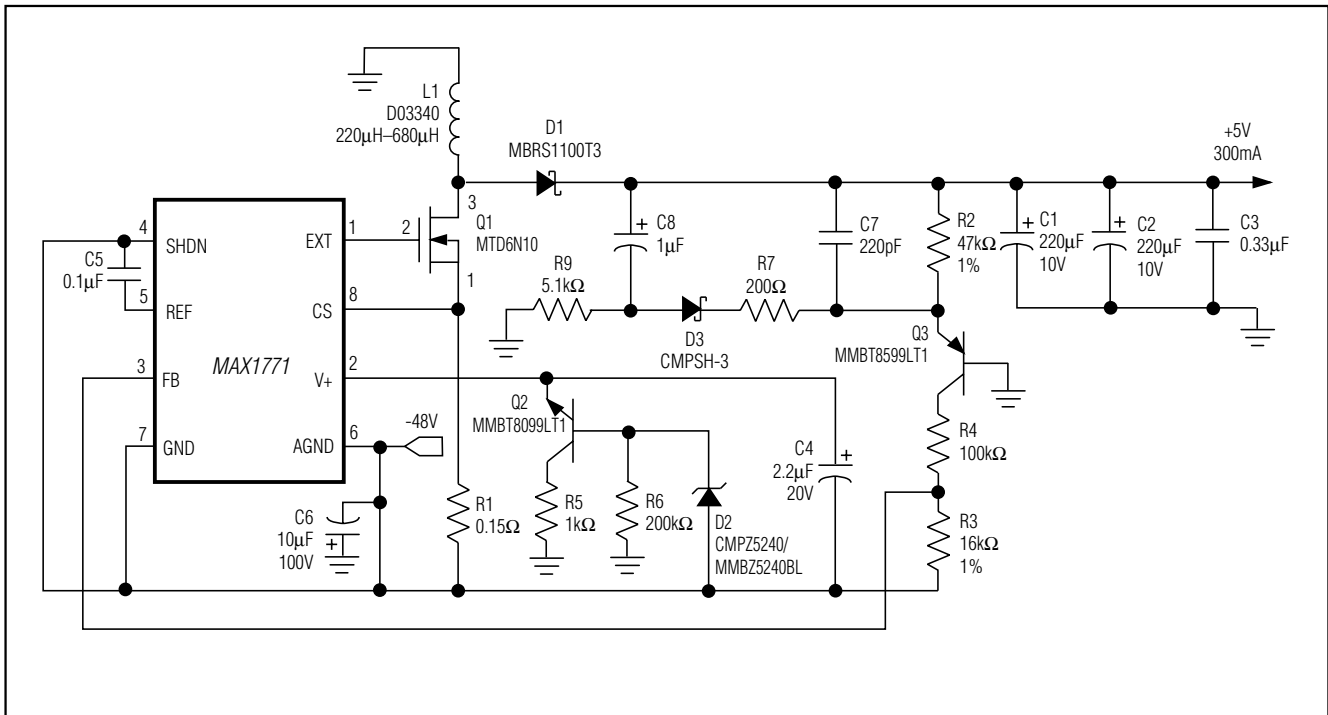 L1
D03340
220µH–680µH
D1
MBRS1100T3
+5V
300mA
3
2
1
Q1
MTD6N10
C8
1µF
+
C7
220pF
R2
47kΩ
1%
+
C1
220µF
10V
+
C2
220µF
10V
C3
0.33µF
4
SHDN
EXT
1
C5
0.1µF
5
REF
CS
8
R9
5.1kΩ
R7
200Ω
D3
CMPSH-3
Q3
MMBT8599LT1
MAX1771
3
FB
V+
2
Q2
MMBT8099LT1
7
GND
AGND
6
-48V
C6
10µF
100V
+
R1
0.15Ω
R5
1kΩ
R6
200kΩ
D2
CMPZ5240/
MMBZ5240BL
C4
2.2µF
20V
+
R4
100kΩ
R3
16kΩ
1%